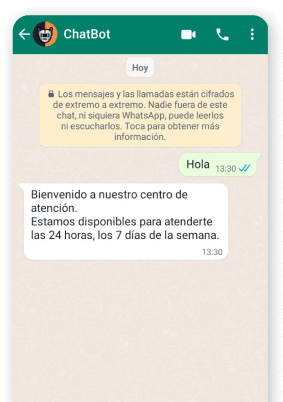 ChatBot
Hoy
Los mensajes y las llamadas están cifrados
de extremo a extremo. Nadie fuera de este
chat, ni siquiera WhatsApp, puede leerlos
ni escucharlos. Toca para obtener más
información.
Hola 13:30
Bienvenido a nuestro centro de
atención.
Estamos disponibles para atenderte
las 24 horas, los 7 días de la semana.
13:30